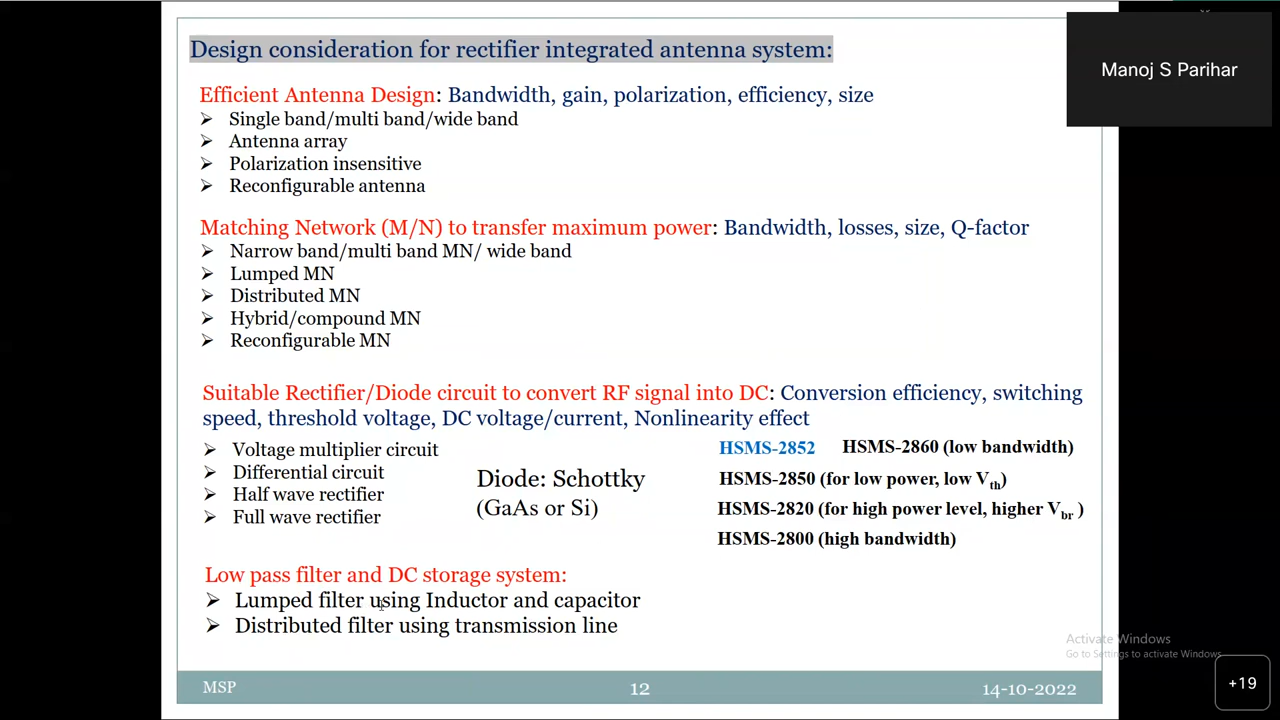 Design consideration for rectifier integrated antenna system:
Manoj S Parihar
Efficient Antenna Design: Bandwidth, gain, polarization, efficiency, size
➢ Single band/multi band/wide band
➢ Antenna array
➢ Polarization insensitive
➢ Reconfigurable antenna
Matching Network (M/N) to transfer maximum power: Bandwidth, losses, size, Q-factor
➢ Narrow band/multi band MN/ wide band
➢ Lumped MN
➢ Distributed MN
➢ Hybrid/compound MN
➢ Reconfigurable MN
Suitable Rectifier/Diode circuit to convert RF signal into DC: Conversion efficiency, switching
speed, threshold voltage, DC voltage/current, Nonlinearity effect
➢ Voltage multiplier circuit
➢ Differential circuit
➢ Half wave rectifier
➢ Full wave rectifier
Diode: Schottky
(GaAs or Si)
HSMS-2852 HSMS-2860 (low bandwidth)
HSMS-2850 (for low power, low Vth)
HSMS-2820 (for high power level, higher Vbr )
HSMS-2800 (high bandwidth)
Low pass filter and DC storage system:
➢ Lumped filter using Inductor and capacitor
➢ Distributed filter using transmission line
Activate Windows
Go to Settings to activate Windows.
MSP 12 14-10-2022
+19